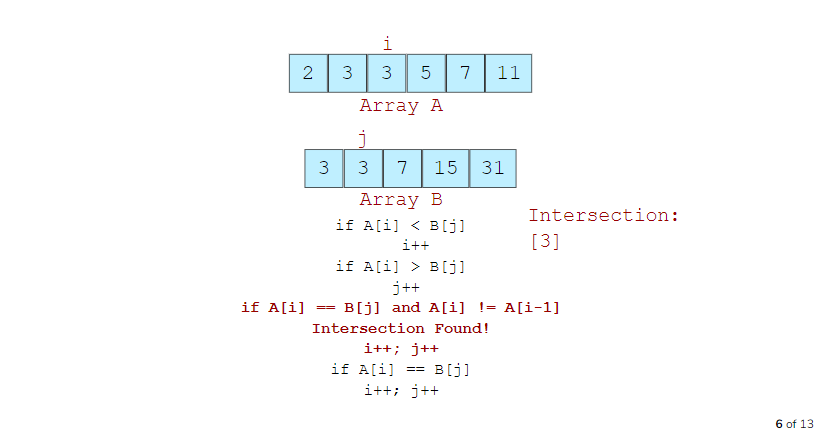 i
2 3 3 5 7 11
Array A
j
3 3 7 15 31
Array B
if A[i] < B[j]
i++
if A[i] > B[j]
j++
if A[i] == B[j] and A[i] != A[i-1]
Intersection Found!
i++; j++
if A[i] == B[j]
i++; j++
Intersection:
[3]
6 of 13